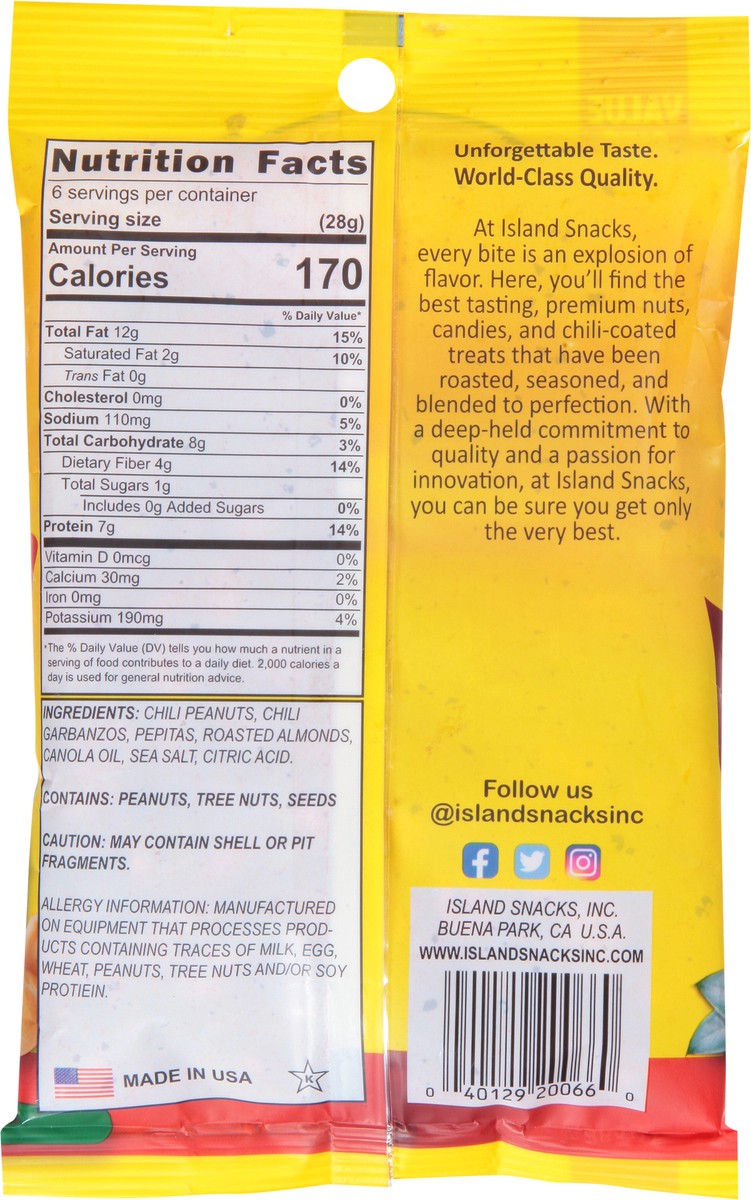 Nutrition Facts
6 servings per container
Serving size (28g)
Amount Per Serving
Calories 170
% Daily Value*
Total Fat 12g 15%
Saturated Fat 2g 10%
Trans Fat 0g
Cholesterol 0mg 0%
Sodium 110mg 5%
Total Carbohydrate 8g 3%
Dietary Fiber 4g 14%
Total Sugars 1g
Includes 0g Added Sugars 0%
Protein 7g 14%
Vitamin D 0mcg 0%
Calcium 30mg 2%
Iron 0mg 0%
Potassium 190mg 4%
*The % Daily Value (DV) tells you how much a nutrient in a
serving of food contributes to a daily diet. 2,000 calories a
day is used for general nutrition advice.
INGREDIENTS: CHILI PEANUTS, CHILI
GARBANZOS, PEPITAS, ROASTED ALMONDS,
CANOLA OIL, SEA SALT, CITRIC ACID.
CONTAINS: PEANUTS, TREE NUTS, SEEDS
CAUTION: MAY CONTAIN SHELL OR PIT
FRAGMENTS.
ALLERGY INFORMATION: MANUFACTURED
ON EQUIPMENT THAT PROCESSES PROD-
UCTS CONTAINING TRACES OF MILK, EGG,
WHEAT, PEANUTS, TREE NUTS AND/OR SOY
PROTIEIN.
MADE IN USA
K
VALUE
Unforgettable Taste.
World-Class Quality.
At Island Snacks,
every bite is an explosion of
flavor. Here, you'll find the
best tasting, premium nuts,
candies, and chili-coated
treats that have been
roasted, seasoned, and
blended to perfection. With
a deep-held commitment to
quality and a passion for
innovation, at Island Snacks,
you can be sure you get only
the very best.
Follow us
@islandsnacksinc
ISLAND SNACKS, INC.
BUENA PARK, CA U.S.A.
WWW.ISLANDSNACKSINC.COM
0 40129 20066 0